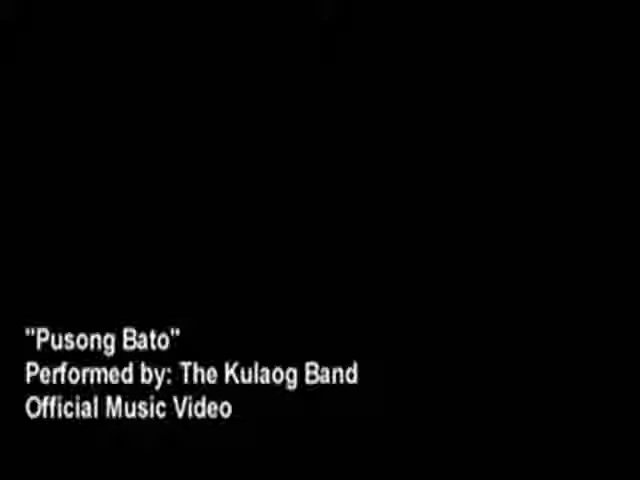 "Pusong Bato"
Performed by: The Kulaog Band
Official Music Video